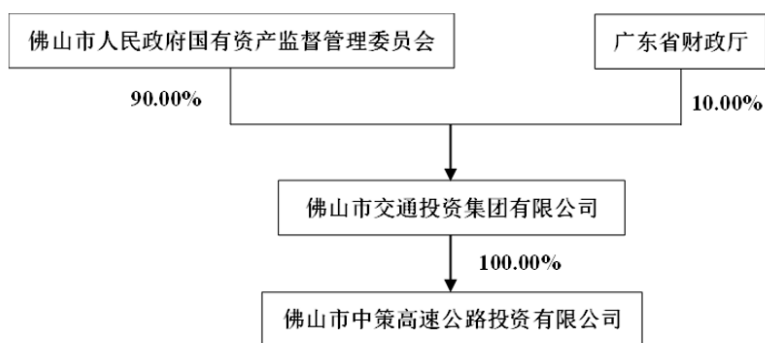 佛山市人民政府国有资产监督管理委员会
广东省财政厅
90.00%
10.00%
佛山市交通投资集团有限公司
100.00%
佛山市中策高速公路投资有限公司